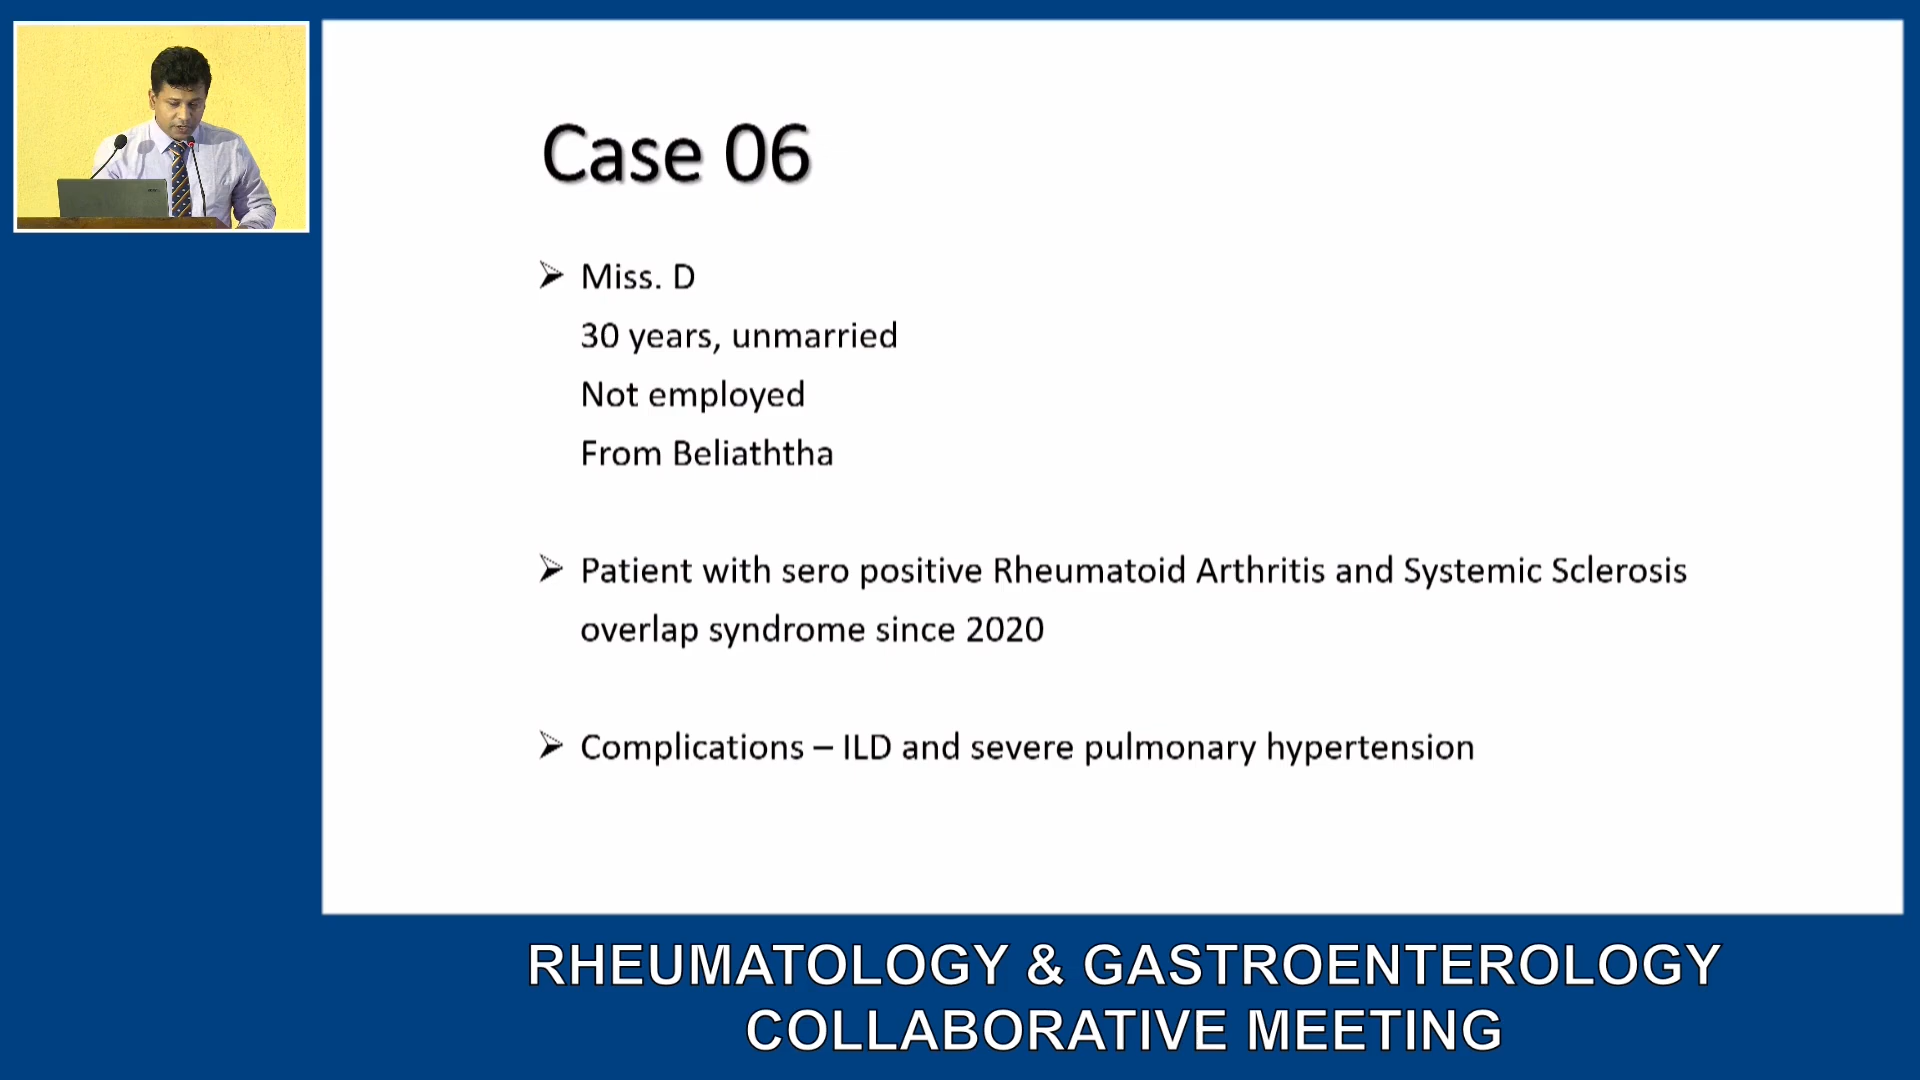 Case 06
➢ Miss. D
30 years, unmarried
Not employed
From Beliaththa
➢ Patient with sero positive Rheumatoid Arthritis and Systemic Sclerosis
overlap syndrome since 2020
➢ Complications – ILD and severe pulmonary hypertension
RHEUMATOLOGY & GASTROENTEROLOGY
COLLABORATIVE MEETING